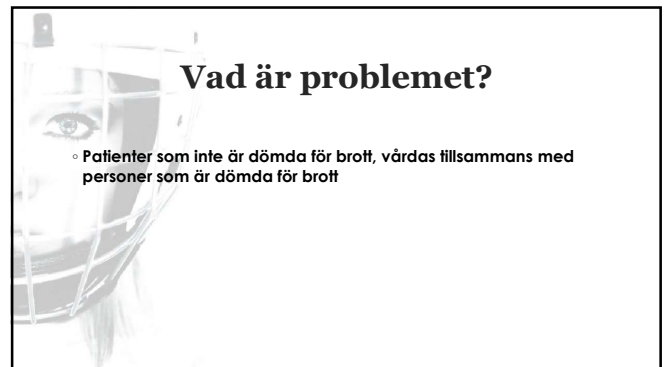 Vad är problemet?
◦ Patienter som inte är dömda för brott, vårdas tillsammans med
personer som är dömda för brott